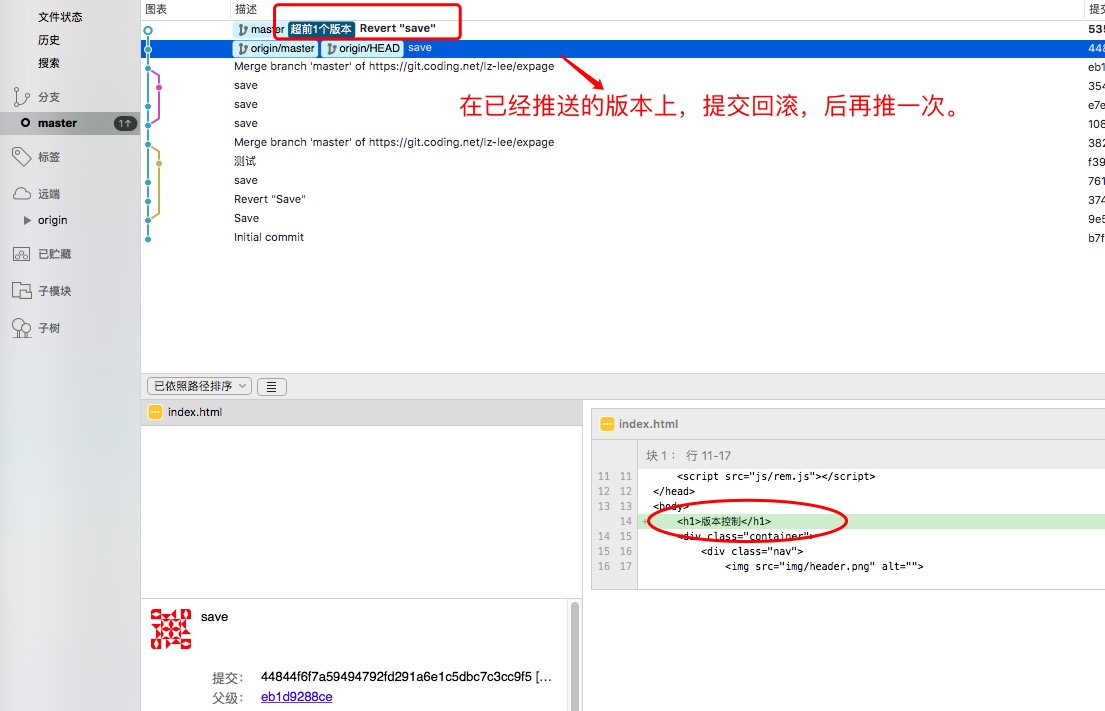 文件状态
历史
搜索
分支
master 1↑
标签
远端
origin
已贮藏
子模块
子树
图表 描述 提交
master 超前1个版本 Revert "save" 535
origin/master origin/HEAD save 448
Merge branch 'master' of https://git.coding.net/lz-lee/expage eb1
save 354
save e7e
save 108
Merge branch 'master' of https://git.coding.net/lz-lee/expage 382
测试 f39
save 761
Revert "Save" 374
Save 9e5
Initial commit b7f
在已经推送的版本上，提交回滚，后再推一次。
已依照路径排序
index.html
save
提交： 44844f6f7a59494792fd291a6e1c5dbc7c3cc9f5 [...
父级： eb1d9288ce
index.html
块 1： 行 11-17
11 11 <script src="js/rem.js"></script>
12 12 </head>
13 13 <body>
14 + <h1>版本控制</h1>
14 15 <div class="container">
15 16 <div class="nav">
16 17 <img src="img/header.png" alt="">